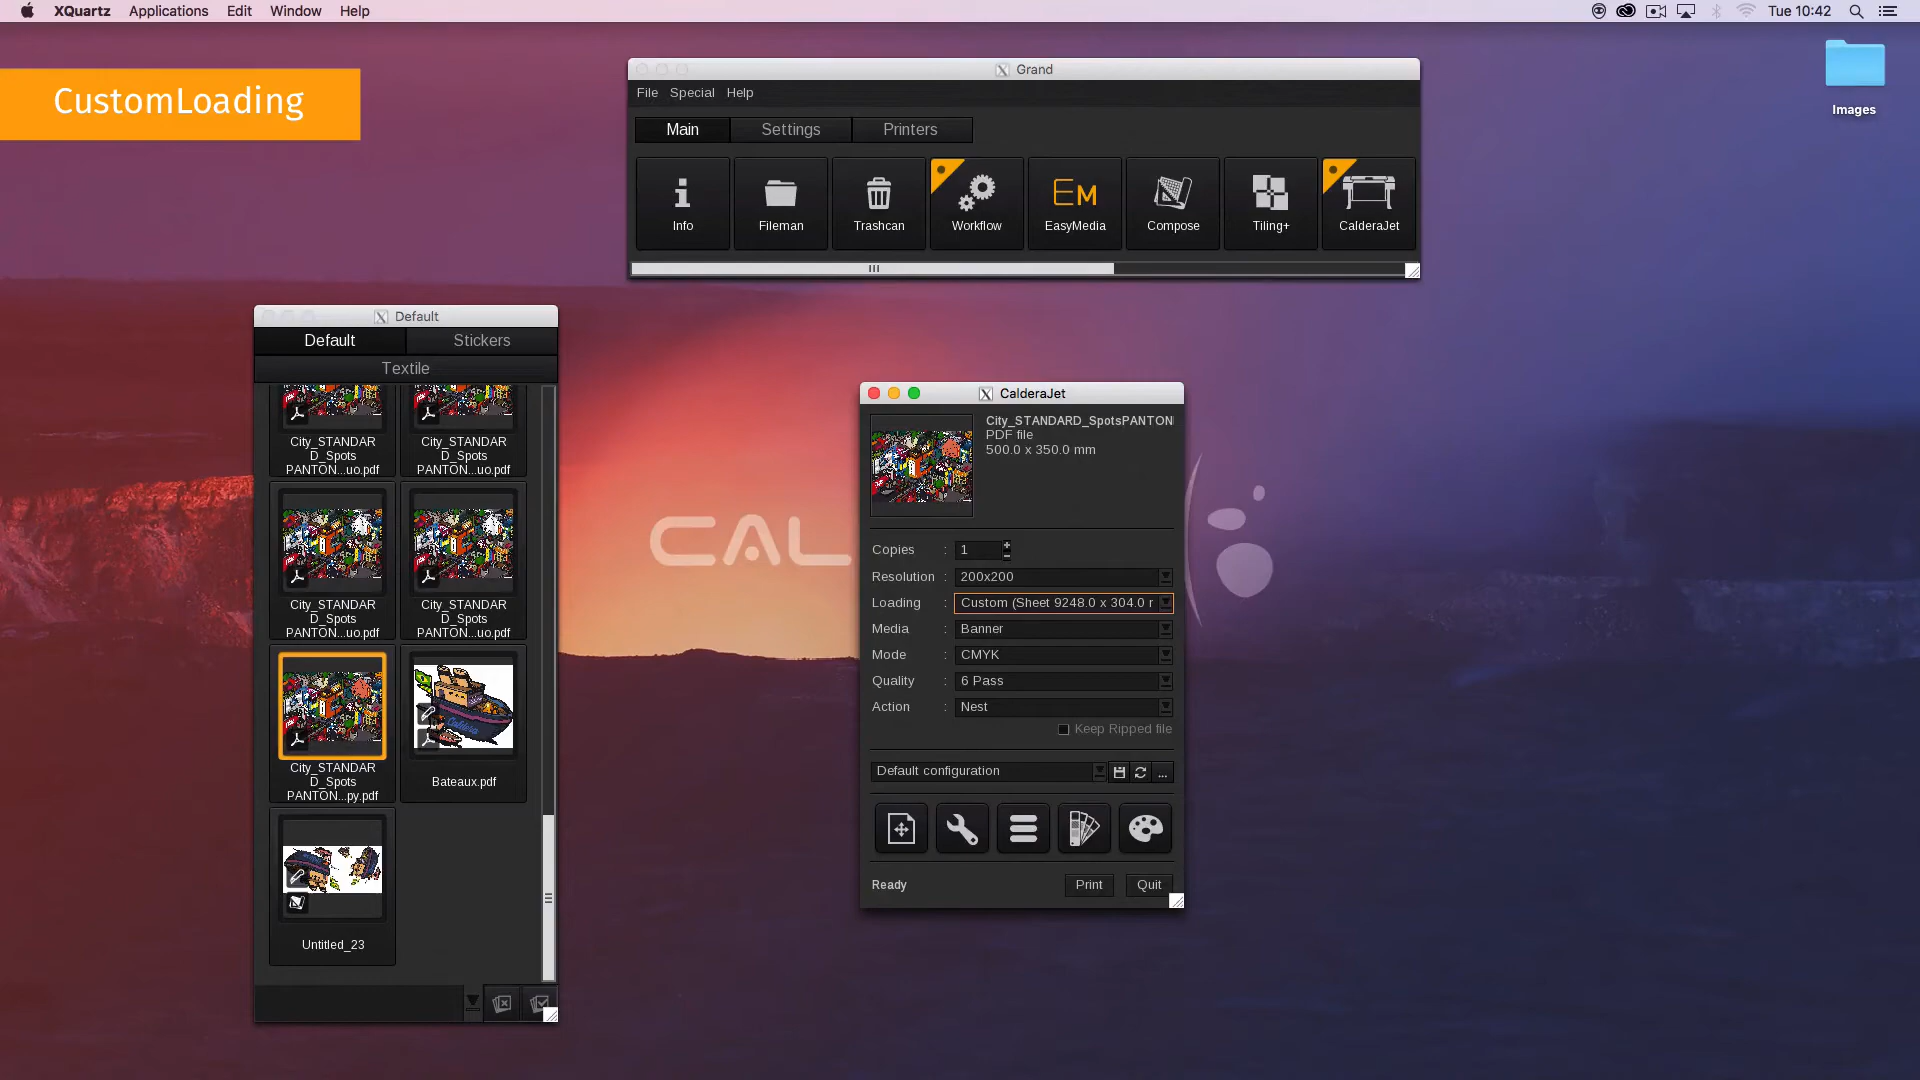 XQuartz Applications Edit Window Help
Tue 10:42
CustomLoading
Images
Grand
File Special Help
Main Settings Printers
Info Fileman Trashcan Workflow EM EasyMedia Compose Tiling+ CalderaJet
Default
Default Stickers
Textile
City_STANDAR City_STANDAR
D_Spots D_Spots
PANTON...uo.pdf PANTON...uo.pdf
City_STANDAR City_STANDAR
D_Spots D_Spots
PANTON...uo.pdf PANTON...uo.pdf
City_STANDAR
D_Spots
PANTON...py.pdf
Bateaux.pdf
Untitled_23
CAL
CalderaJet
City_STANDARD_SpotsPANTON
PDF file
500.0 x 350.0 mm
Copies : 1
Resolution : 200x200
Loading : Custom (Sheet 9248.0 x 304.0 r
Media : Banner
Mode : CMYK
Quality : 6 Pass
Action : Nest
Keep Ripped file
Default configuration
...
Ready Print Quit